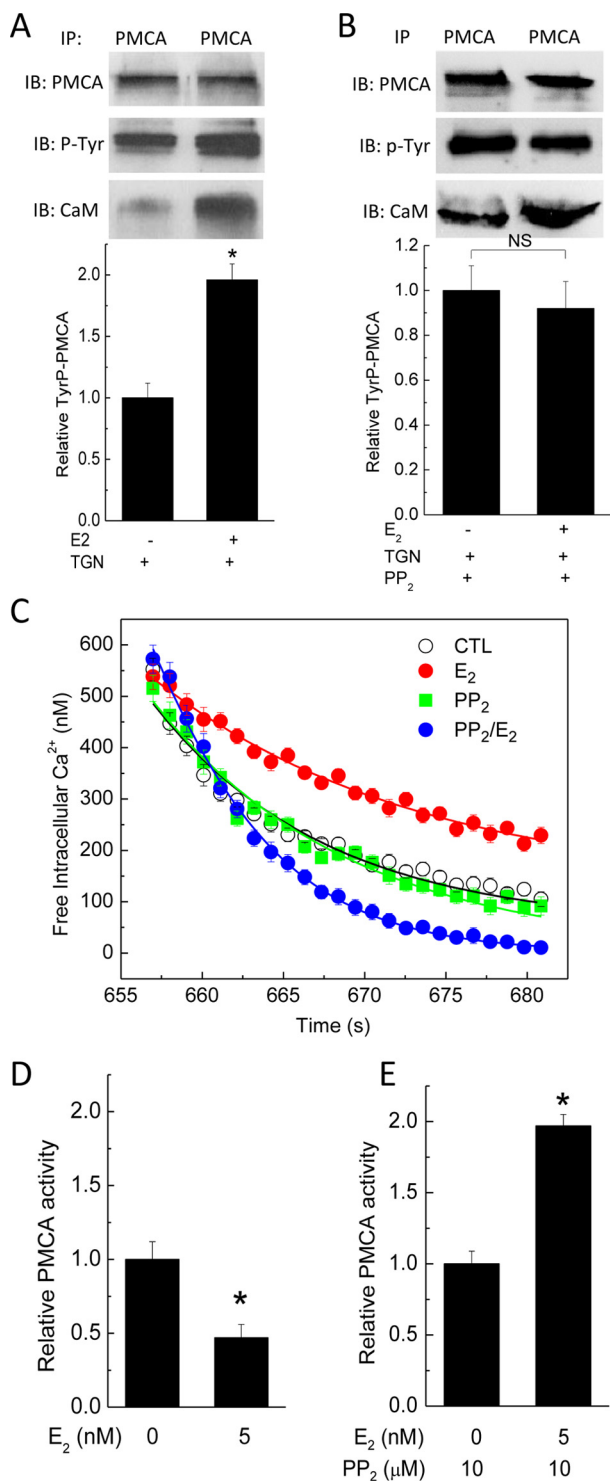 A
IP: PMCA PMCA
IB: PMCA
IB: P-Tyr
IB: CaM
*
Relative TyrP-PMCA
2.0
1.5
1.0
0.5
0.0
E2 - +
TGN + +
B
IP PMCA PMCA
IB: PMCA
IB: p-Tyr
IB: CaM
NS
Relative TyrP-PMCA
1.2
1.0
0.8
0.6
0.4
0.2
0.0
E₂ - +
TGN + +
PP₂ + +
C
Free Intracellular Ca²⁺ (nM)
600
500
400
300
200
100
0
CTL
E₂
PP₂
PP₂/E₂
655 660 665 670 675 680
Time (s)
D
Relative PMCA activity
2.0
1.5
1.0
0.5
0.0
*
E₂ (nM) 0 5
E
Relative PMCA activity
2.0
1.5
1.0
0.5
0.0
*
E₂ (nM) 0 5
PP₂ (μM) 10 10